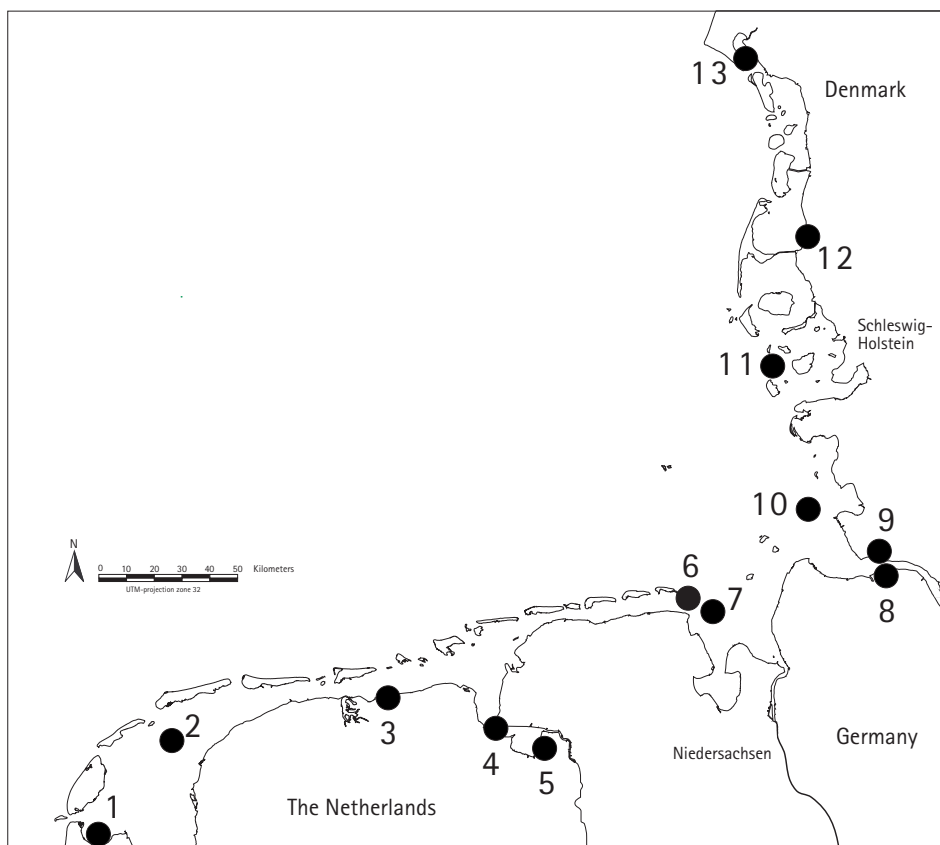 13
Denmark
12
Schleswig-
Holstein
11
10
9
N
0 10 20 30 40 50 Kilometers
UTM-projection zone 32
6
7
8
2
3
4
5
Niedersachsen
Germany
1
The Netherlands